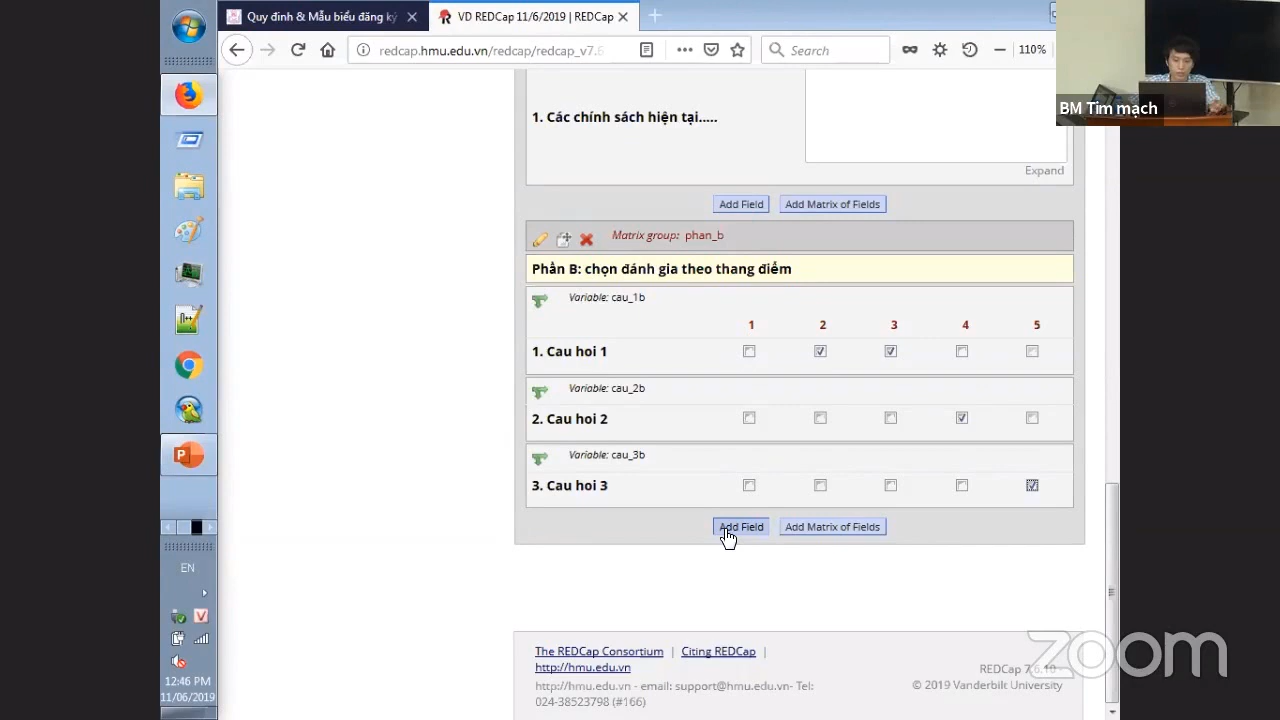 Quy định & Mẫu biểu đăng ký
VD REDCap 11/6/2019 | REDCap
redcap.hmu.edu.vn/redcap/redcap_v7.6
Search
110%
BM Tim mạch
1. Các chính sách hiện tại.....
Expand
Add Field
Add Matrix of Fields
Matrix group: phan_b
Phần B: chọn đánh gia theo thang điểm
Variable: cau_1b
1 2 3 4 5
1. Cau hoi 1
Variable: cau_2b
2. Cau hoi 2
Variable: cau_3b
3. Cau hoi 3
Add Field
Add Matrix of Fields
EN
12:46 PM
11/06/2019
The REDCap Consortium | Citing REDCap |
http://hmu.edu.vn
http://hmu.edu.vn - email: support@hmu.edu.vn- Tel:
024-38523798 (#166)
REDCap 7.6.10 -
© 2019 Vanderbilt University
zoom